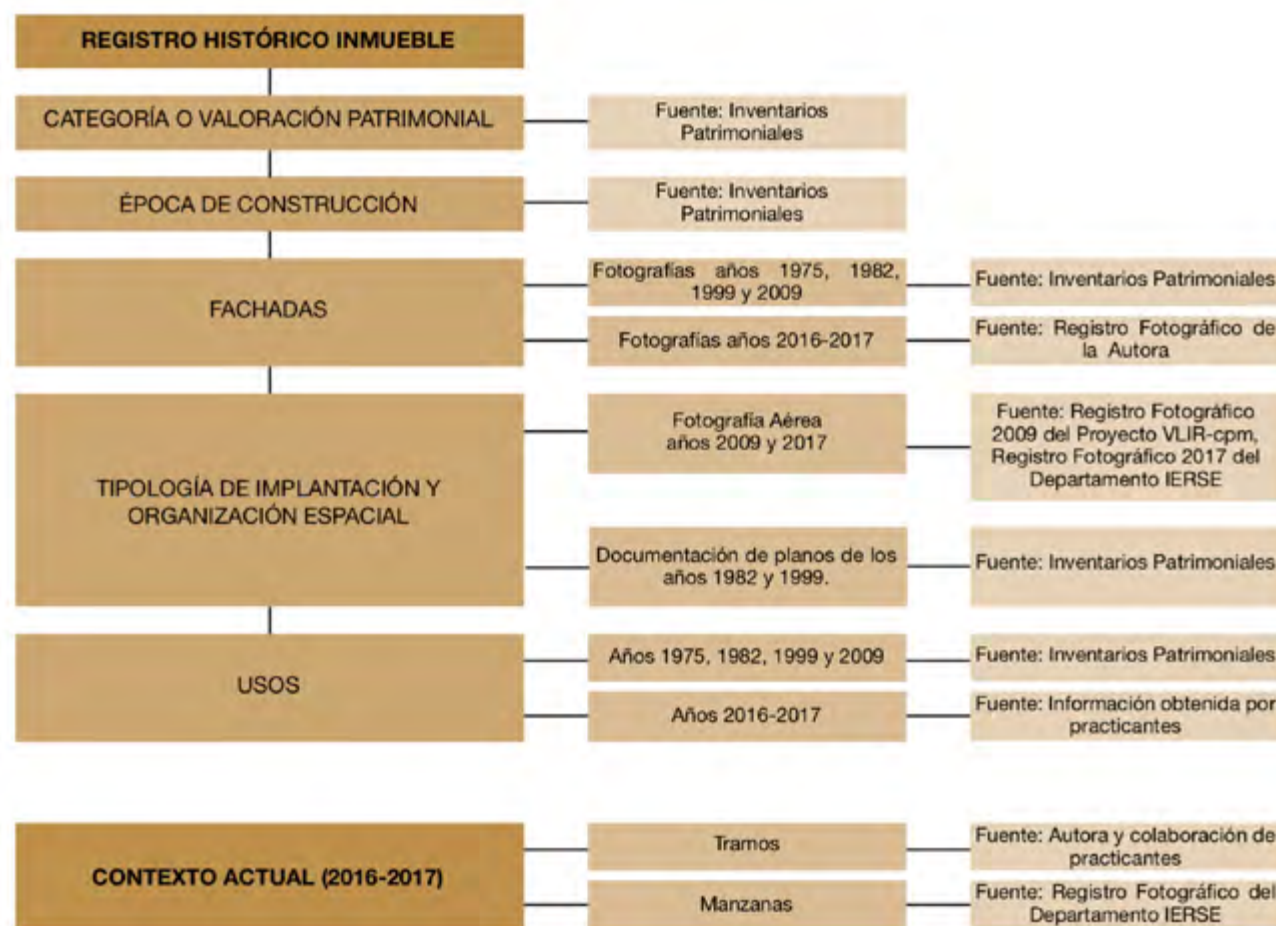 REGISTRO HISTÓRICO INMUEBLE
CATEGORÍA O VALORACIÓN PATRIMONIAL
Fuente: Inventarios
Patrimoniales
ÉPOCA DE CONSTRUCCIÓN
Fuente: Inventarios
Patrimoniales
FACHADAS
Fotografías años 1975, 1982,
1999 y 2009
Fuente: Inventarios Patrimoniales
Fotografías años 2016-2017
Fuente: Registro Fotográfico de
la Autora
TIPOLOGÍA DE IMPLANTACIÓN Y
ORGANIZACIÓN ESPACIAL
Fotografía Aérea
años 2009 y 2017
Fuente: Registro Fotográfico
2009 del Proyecto VLIR-cpm,
Registro Fotográfico 2017 del
Departamento IERSE
Documentación de planos de los
años 1982 y 1999.
Fuente: Inventarios Patrimoniales
USOS
Años 1975, 1982, 1999 y 2009
Fuente: Inventarios Patrimoniales
Años 2016-2017
Fuente: Información obtenida por
practicantes
CONTEXTO ACTUAL (2016-2017)
Tramos
Fuente: Autora y colaboración de
practicantes
Manzanas
Fuente: Registro Fotográfico del
Departamento IERSE